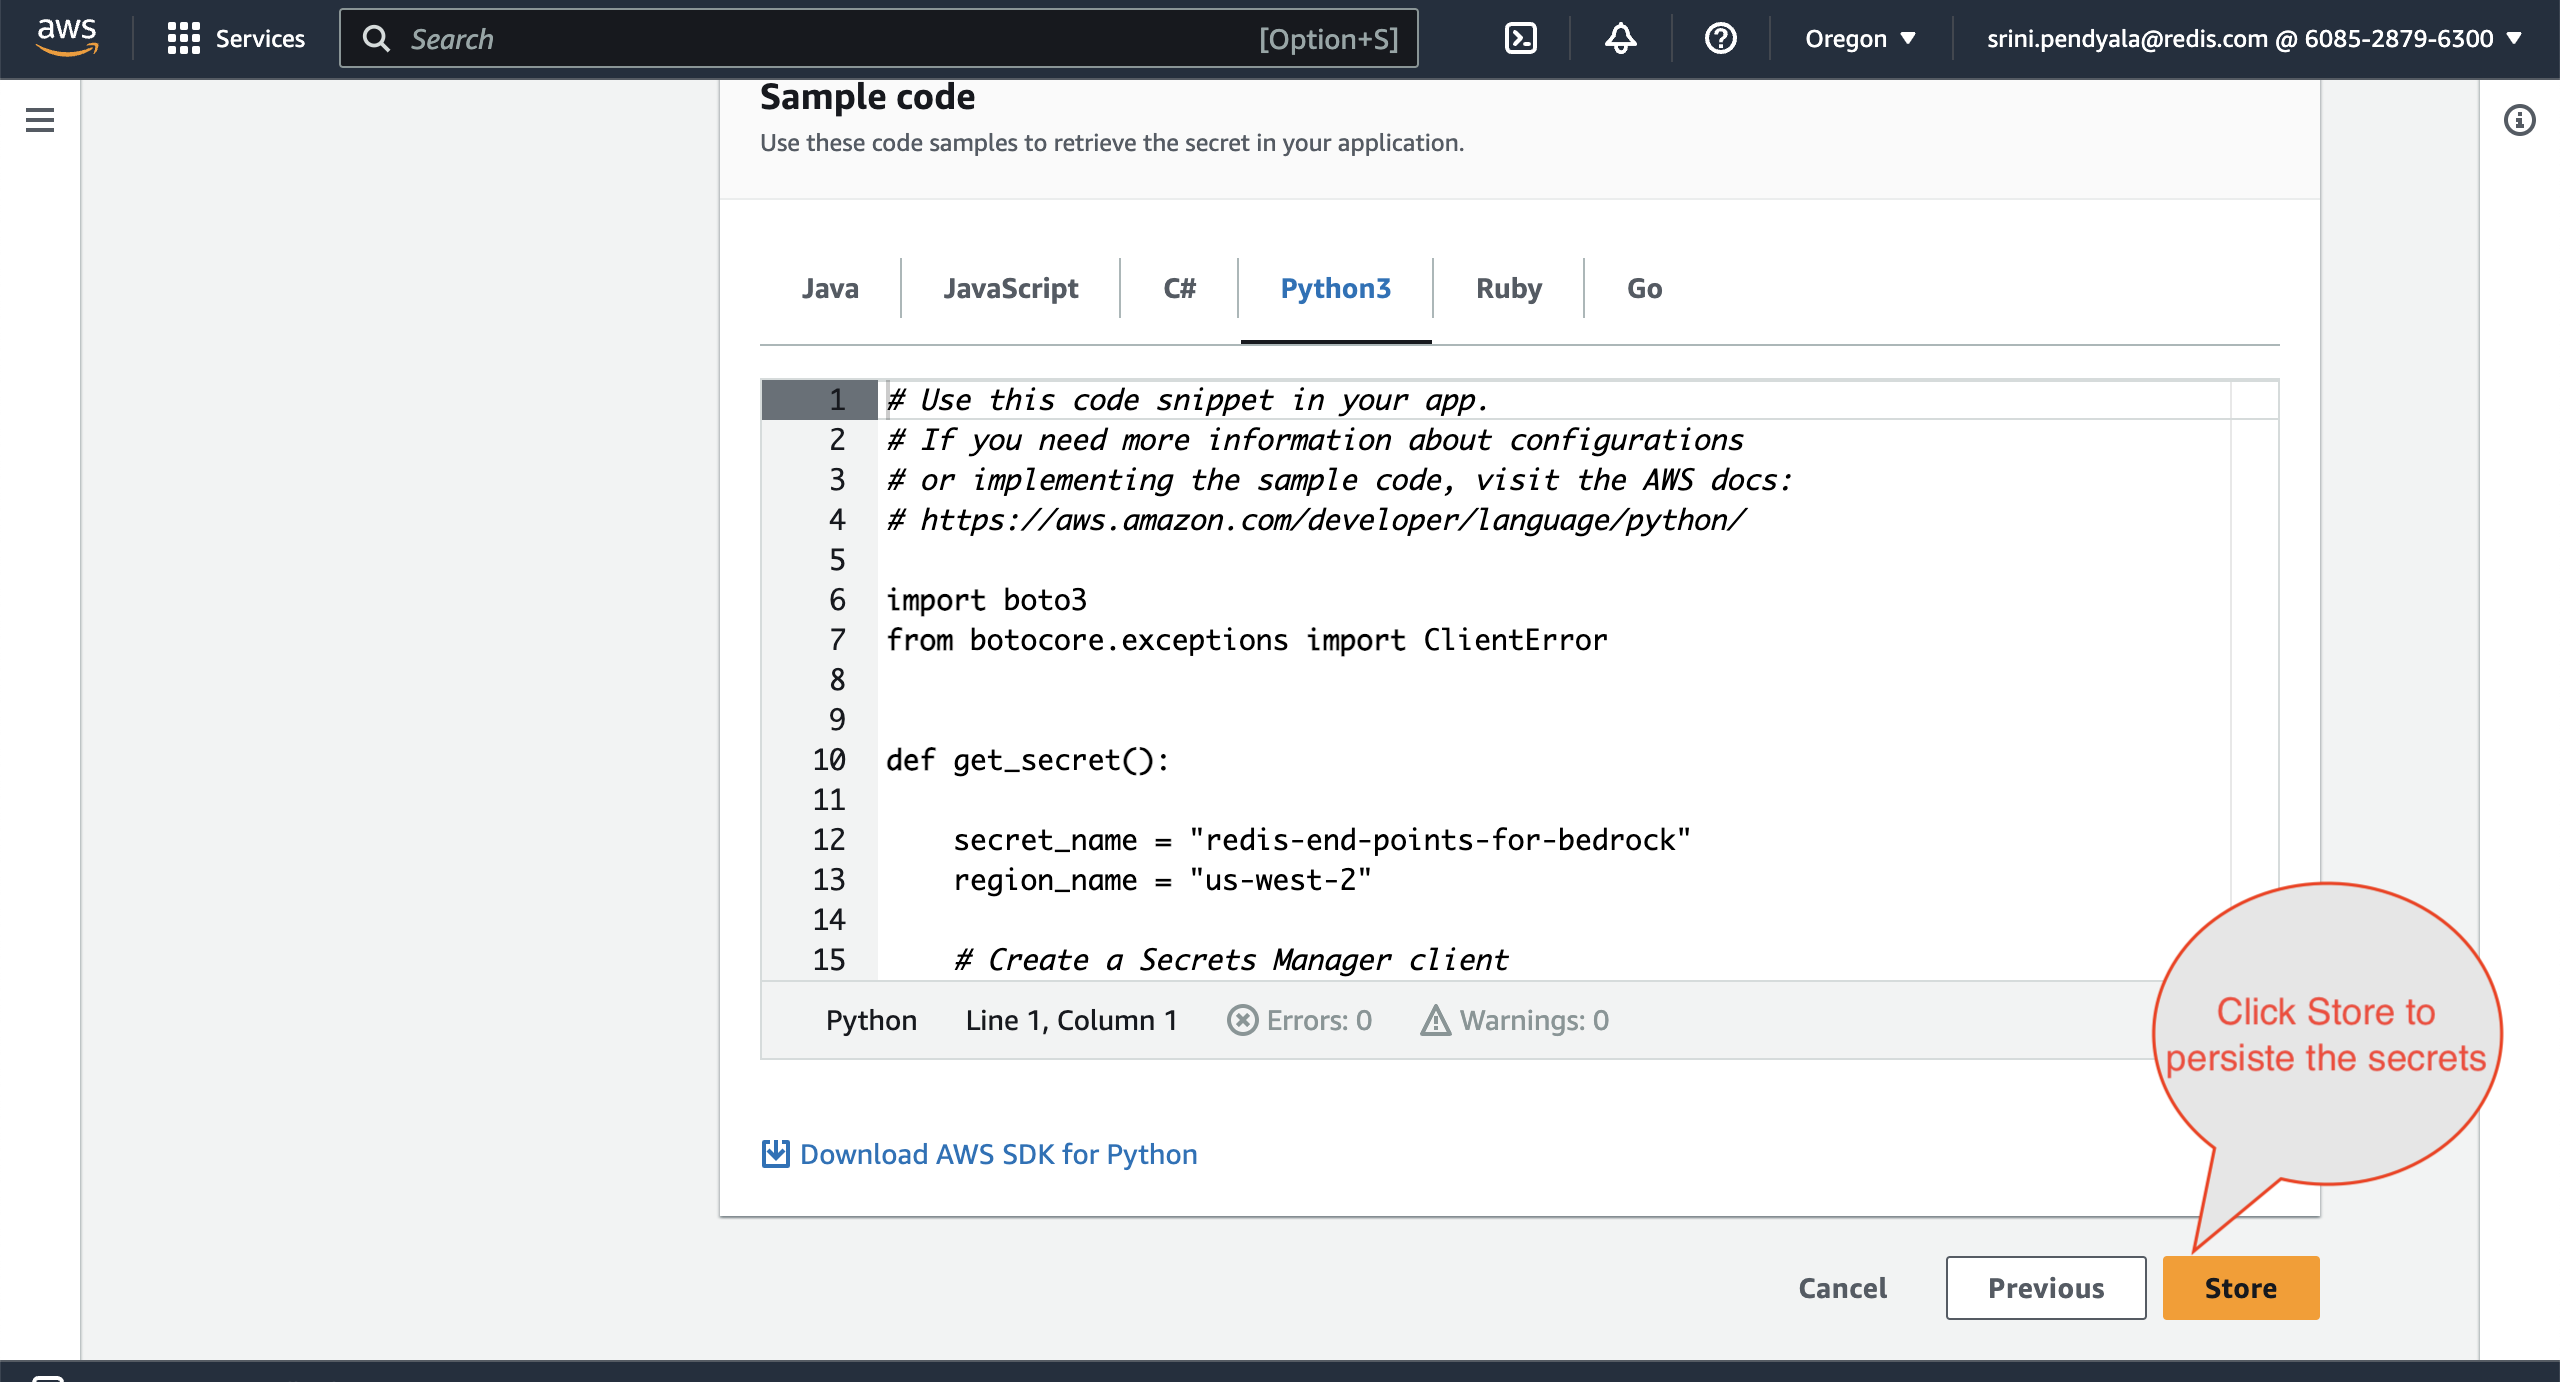 aws
Services
Search
[Option+S]
Oregon
srini.pendyala@redis.com @ 6085-2879-6300
Sample code
Use these code samples to retrieve the secret in your application.
Java
JavaScript
C#
Python3
Ruby
Go
1 # Use this code snippet in your app.
2 # If you need more information about configurations
3 # or implementing the sample code, visit the AWS docs:
4 # https://aws.amazon.com/developer/language/python/
5
6 import boto3
7 from botocore.exceptions import ClientError
8
9
10 def get_secret():
11
12     secret_name = "redis-end-points-for-bedrock"
13     region_name = "us-west-2"
14
15     # Create a Secrets Manager client
Python
Line 1, Column 1
Errors: 0
Warnings: 0
Click Store to
persiste the secrets
Download AWS SDK for Python
Cancel
Previous
Store